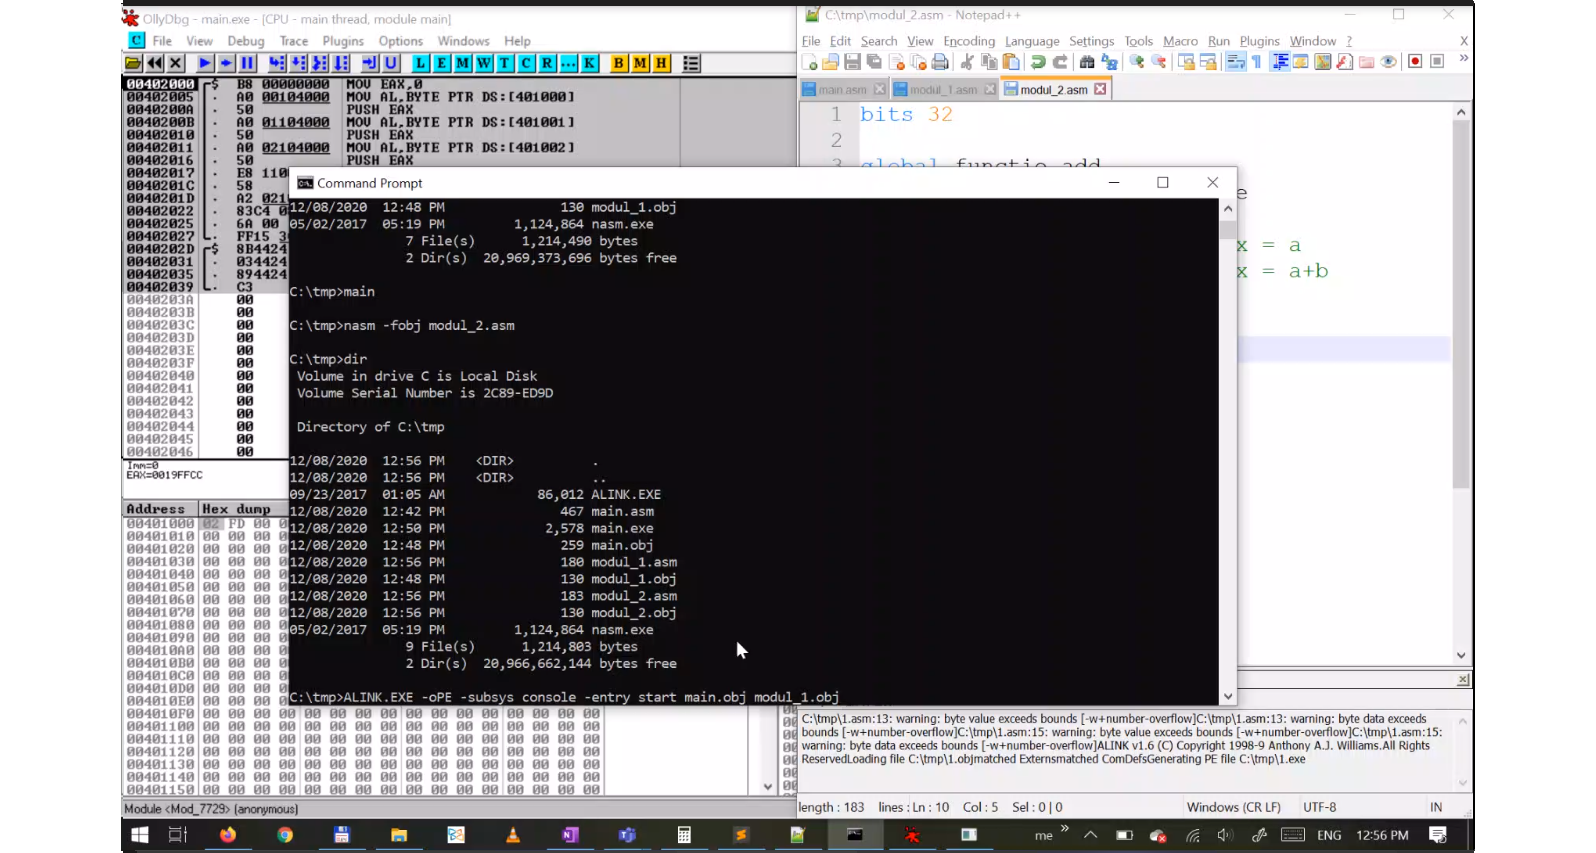 OllyDbg - main.exe - [CPU - main thread, module main]
C File View Debug Trace Plugins Options Windows Help
L E M W T C R ... K B M H
00402000 $ B8 00000000 MOV EAX,0
00402005 . A0 00104000 MOV AL,BYTE PTR DS:[401000]
0040200A . 50 PUSH EAX
0040200B . A0 01104000 MOV AL,BYTE PTR DS:[401001]
00402010 . 50 PUSH EAX
00402011 . A0 02104000 MOV AL,BYTE PTR DS:[401002]
00402016 . 50 PUSH EAX
00402017 . E8 110
0040201C . 58
0040201D . A2 021
00402022 . 83C4 0
00402025 . 6A 00
00402027 . FF15 3
0040202D $ 8B4424
00402031 . 034424
00402035 . 894424
00402039 . C3
0040203A 00
0040203B 00
0040203C 00
0040203D 00
0040203E 00
0040203F 00
00402040 00
00402041 00
00402042 00
00402043 00
00402044 00
00402045 00
00402046 00
Imm=0
EAX=0019FFCC
Address Hex dump
00401000 02 FD 00 0
00401010 00 00 00 0
00401020 00 00 00 0
00401030 00 00 00 0
00401040 00 00 00 0
00401050 00 00 00 0
00401060 00 00 00 0
00401070 00 00 00 0
00401080 00 00 00 0
00401090 00 00 00 0
004010A0 00 00 00 0
004010B0 00 00 00 0
004010C0 00 00 00 0
004010D0 00 00 00 0
004010E0 00 00 00 0
004010F0 00 00 00 00 00 00 00 00 00 00 00 00 00 00 00 00
00401100 00 00 00 00 00 00 00 00 00 00 00 00 00 00 00 00
00401110 00 00 00 00 00 00 00 00 00 00 00 00 00 00 00 00
00401120 00 00 00 00 00 00 00 00 00 00 00 00 00 00 00 00
00401130 00 00 00 00 00 00 00 00 00 00 00 00 00 00 00 00
00401140 00 00 00 00 00 00 00 00 00 00 00 00 00 00 00 00
00401150 00 00 00 00 00 00 00 00 00 00 00 00 00 00 00 00
Module <Mod_7729> (anonymous)
C:\tmp\modul_2.asm - Notepad++
File Edit Search View Encoding Language Settings Tools Macro Run Plugins Window ? X
main.asm modul_1.asm modul_2.asm
1 bits 32
2
3 global functio_add
e
x = a
x = a+b
Command Prompt
12/08/2020 12:48 PM 130 modul_1.obj
05/02/2017 05:19 PM 1,124,864 nasm.exe
7 File(s) 1,214,490 bytes
2 Dir(s) 20,969,373,696 bytes free
C:\tmp>main
C:\tmp>nasm -fobj modul_2.asm
C:\tmp>dir
Volume in drive C is Local Disk
Volume Serial Number is 2C89-ED9D
Directory of C:\tmp
12/08/2020 12:56 PM <DIR> .
12/08/2020 12:56 PM <DIR> ..
09/23/2017 01:05 AM 86,012 ALINK.EXE
12/08/2020 12:42 PM 467 main.asm
12/08/2020 12:50 PM 2,578 main.exe
12/08/2020 12:48 PM 259 main.obj
12/08/2020 12:56 PM 180 modul_1.asm
12/08/2020 12:48 PM 130 modul_1.obj
12/08/2020 12:56 PM 183 modul_2.asm
12/08/2020 12:56 PM 130 modul_2.obj
05/02/2017 05:19 PM 1,124,864 nasm.exe
9 File(s) 1,214,803 bytes
2 Dir(s) 20,966,662,144 bytes free
C:\tmp>ALINK.EXE -oPE -subsys console -entry start main.obj modul_1.obj
C:\tmp\1.asm:13: warning: byte value exceeds bounds [-w+number-overflow]C:\tmp\1.asm:13: warning: byte data exceeds
bounds [-w+number-overflow]C:\tmp\1.asm:15: warning: byte value exceeds bounds [-w+number-overflow]C:\tmp\1.asm:15:
warning: byte data exceeds bounds [-w+number-overflow]ALINK v1.6 (C) Copyright 1998-9 Anthony A.J. Williams.All Rights
ReservedLoading file C:\tmp\1.objmatched Externsmatched ComDefsGenerating PE file C:\tmp\1.exe
length : 183 lines : Ln : 10 Col : 5 Sel : 0 | 0 Windows (CR LF) UTF-8 IN
me ENG 12:56 PM